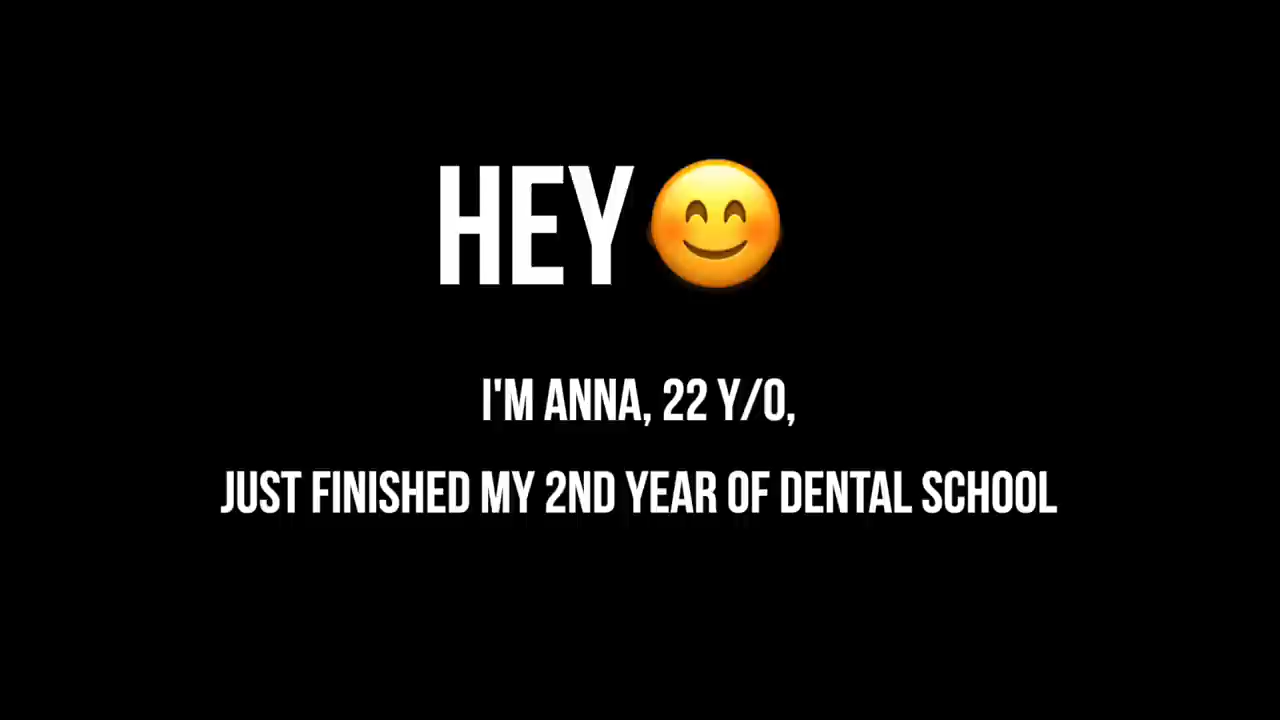 HEY😊
I'M ANNA, 22 Y/O,
JUST FINISHED MY 2ND YEAR OF DENTAL SCHOOL